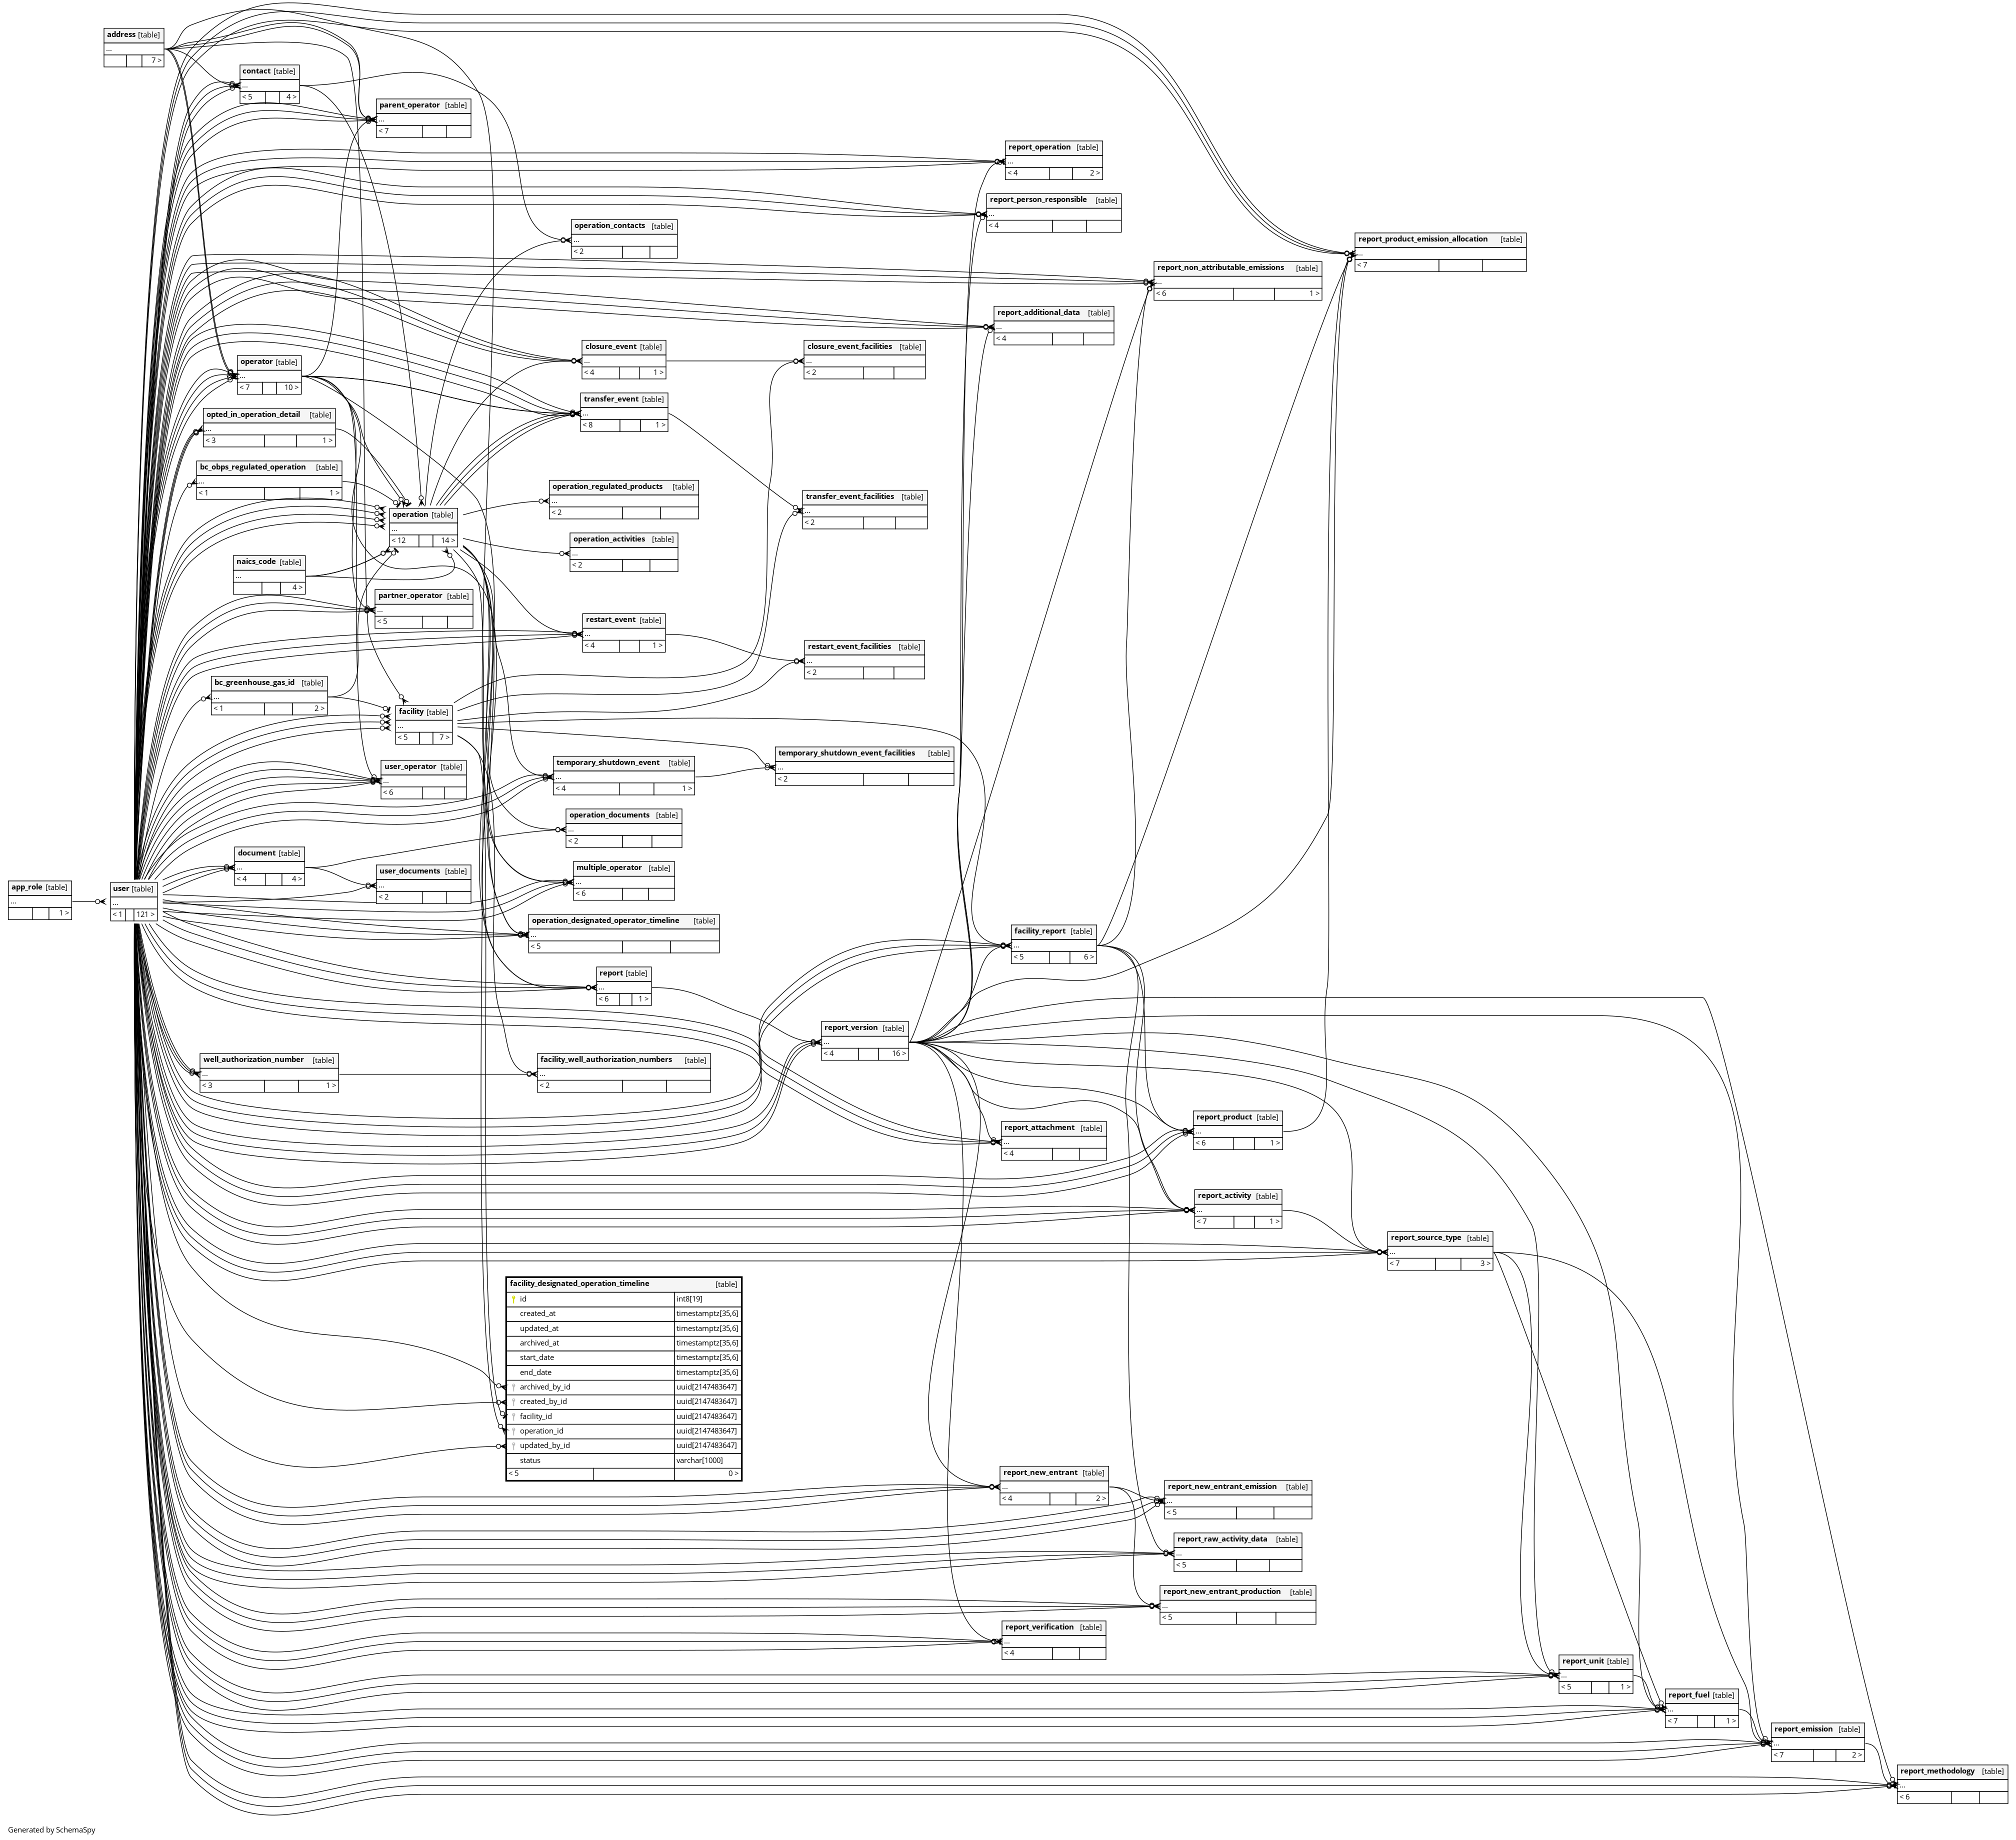 address [table]
...
7 >
contact [table]
...
< 5 4 >
parent_operator [table]
...
< 7
report_operation [table]
...
< 4 2 >
report_person_responsible [table]
...
< 4
operation_contacts [table]
...
< 2
report_product_emission_allocation [table]
...
< 7
report_non_attributable_emissions [table]
...
< 6 1 >
report_additional_data [table]
...
< 4
closure_event [table]
...
< 4 1 >
closure_event_facilities [table]
...
< 2
operator [table]
...
< 7 10 >
transfer_event [table]
...
< 8 1 >
opted_in_operation_detail [table]
...
< 3 1 >
bc_obps_regulated_operation [table]
...
< 1 1 >
operation_regulated_products [table]
...
< 2
transfer_event_facilities [table]
...
< 2
operation [table]
...
< 12 14 >
operation_activities [table]
...
< 2
naics_code [table]
...
4 >
partner_operator [table]
...
< 5
restart_event [table]
...
< 4 1 >
restart_event_facilities [table]
...
< 2
bc_greenhouse_gas_id [table]
...
< 1 2 >
facility [table]
...
< 5 7 >
temporary_shutdown_event_facilities [table]
...
< 2
temporary_shutdown_event [table]
...
< 4 1 >
user_operator [table]
...
< 6
operation_documents [table]
...
< 2
document [table]
...
< 4 4 >
user_documents [table]
...
< 2
multiple_operator [table]
...
< 6
app_role [table]
...
1 >
user [table]
...
< 1 121 >
operation_designated_operator_timeline [table]
...
< 5
facility_report [table]
...
< 5 6 >
report [table]
...
< 6 1 >
report_version [table]
...
< 4 16 >
well_authorization_number [table]
...
< 3 1 >
facility_well_authorization_numbers [table]
...
< 2
report_product [table]
...
< 6 1 >
report_attachment [table]
...
< 4
report_activity [table]
...
< 7 1 >
report_source_type [table]
...
< 7 3 >
facility_designated_operation_timeline [table]
id int8[19]
created_at timestamptz[35,6]
updated_at timestamptz[35,6]
archived_at timestamptz[35,6]
start_date timestamptz[35,6]
end_date timestamptz[35,6]
archived_by_id uuid[2147483647]
created_by_id uuid[2147483647]
facility_id uuid[2147483647]
operation_id uuid[2147483647]
updated_by_id uuid[2147483647]
status varchar[1000]
< 5 0 >
report_new_entrant [table]
...
< 4 2 >
report_new_entrant_emission [table]
...
< 5
report_raw_activity_data [table]
...
< 5
report_new_entrant_production [table]
...
< 5
report_verification [table]
...
< 4
report_unit [table]
...
< 5 1 >
report_fuel [table]
...
< 7 1 >
report_emission [table]
...
< 7 2 >
report_methodology [table]
...
< 6
Generated by SchemaSpy